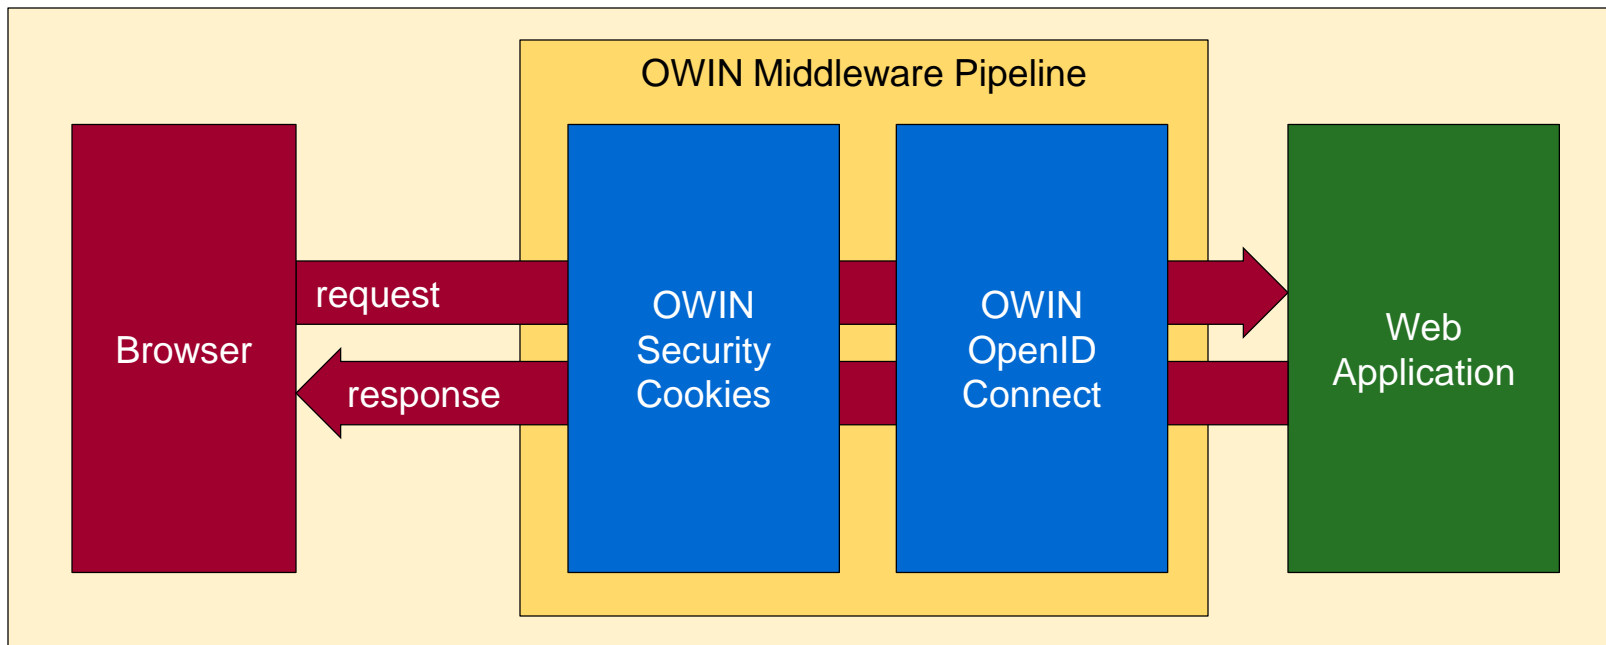 OWIN Middleware Pipeline
Browser
request
response
OWIN
Security
Cookies
OWIN
OpenID
Connect
Web
Application